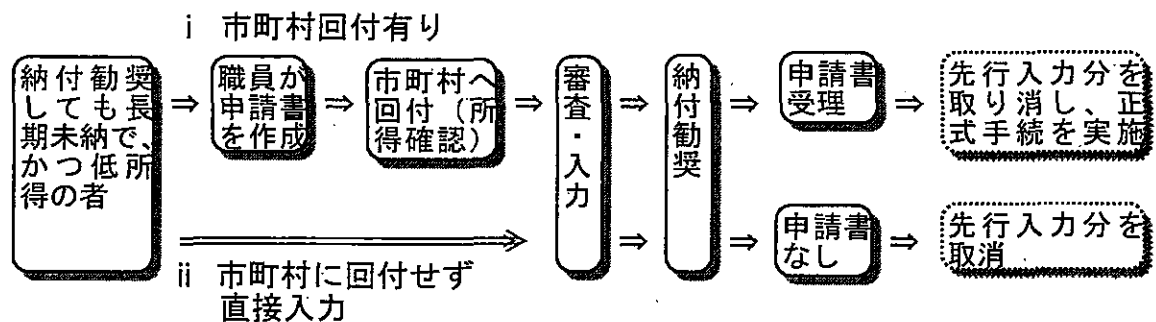 i 市町村回付有り
納付勧奨
しても長
期未納で、
かつ低所
得の者
⇒
職員が
申請書
を作成
⇒
市町村へ
回付（所
得確認）
⇒
審査・入力
⇒
納付勧奨
⇒
申請書
受理
⇒
先行入力分を
取り消し、正
式手続を実施
⇒
⇒
申請書
なし
⇒
先行入力分を
取消
ii 市町村に回付せず
直接入力